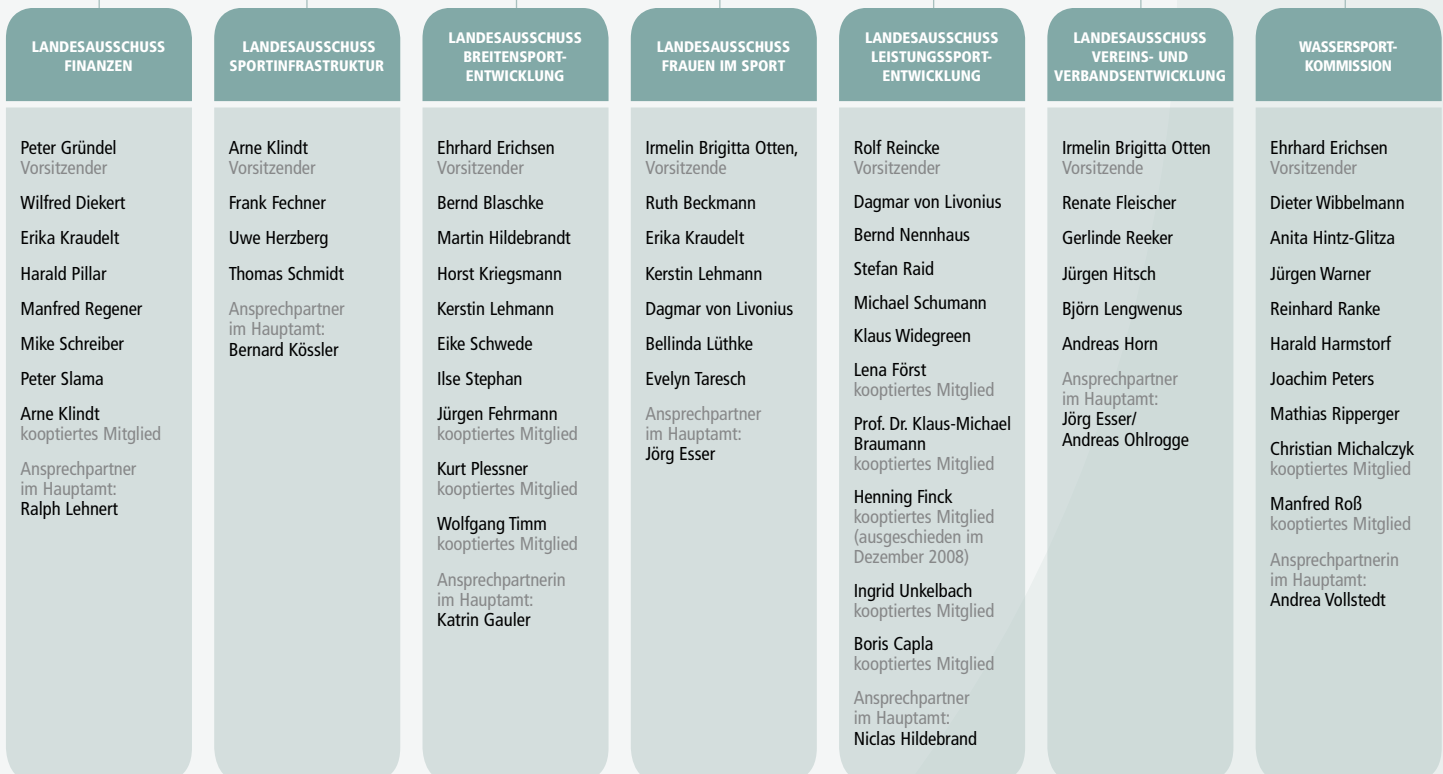 LANDESAUSSCHUSS
FINANZEN
Peter Gründel
Vorsitzender
Wilfred Diekert
Erika Kraudelt
Harald Pillar
Manfred Regener
Mike Schreiber
Peter Slama
Arne Klindt
kooptiertes Mitglied
Ansprechpartner
im Hauptamt:
Ralph Lehnert
LANDESAUSSCHUSS
SPORTINFRASTRUKTUR
Arne Klindt
Vorsitzender
Frank Fechner
Uwe Herzberg
Thomas Schmidt
Ansprechpartner
im Hauptamt:
Bernard Kössler
LANDESAUSSCHUSS
BREITENSPORT-
ENTWICKLUNG
Ehrhard Erichsen
Vorsitzender
Bernd Blaschke
Martin Hildebrandt
Horst Kriegsmann
Kerstin Lehmann
Eike Schwede
Ilse Stephan
Jürgen Fehrmann
kooptiertes Mitglied
Kurt Plessner
kooptiertes Mitglied
Wolfgang Timm
kooptiertes Mitglied
Ansprechpartnerin
im Hauptamt:
Katrin Gauler
LANDESAUSSCHUSS
FRAUEN IM SPORT
Irmelin Brigitta Otten,
Vorsitzende
Ruth Beckmann
Erika Kraudelt
Kerstin Lehmann
Dagmar von Livonius
Bellinda Lüthke
Evelyn Taresch
Ansprechpartner
im Hauptamt:
Jörg Esser
LANDESAUSSCHUSS
LEISTUNGSSPORT-
ENTWICKLUNG
Rolf Reincke
Vorsitzender
Dagmar von Livonius
Bernd Nennhaus
Stefan Raid
Michael Schumann
Klaus Widegreen
Lena Först
kooptiertes Mitglied
Prof. Dr. Klaus-Michael
Braumann
kooptiertes Mitglied
Henning Finck
kooptiertes Mitglied
(ausgeschieden im
Dezember 2008)
Ingrid Unkelbach
kooptiertes Mitglied
Boris Capla
kooptiertes Mitglied
Ansprechpartner
im Hauptamt:
Niclas Hildebrand
LANDESAUSSCHUSS
VEREINS- UND
VERBANDSENTWICKLUNG
Irmelin Brigitta Otten
Vorsitzende
Renate Fleischer
Gerlinde Reeker
Jürgen Hitsch
Björn Lengwenus
Andreas Horn
Ansprechpartner
im Hauptamt:
Jörg Esser/
Andreas Ohlrogge
WASSERSPORT-
KOMMISSION
Ehrhard Erichsen
Vorsitzender
Dieter Wibbelmann
Anita Hintz-Glitza
Jürgen Warner
Reinhard Ranke
Harald Harmstorf
Joachim Peters
Mathias Ripperger
Christian Michalczyk
kooptiertes Mitglied
Manfred Roß
kooptiertes Mitglied
Ansprechpartnerin
im Hauptamt:
Andrea Vollstedt